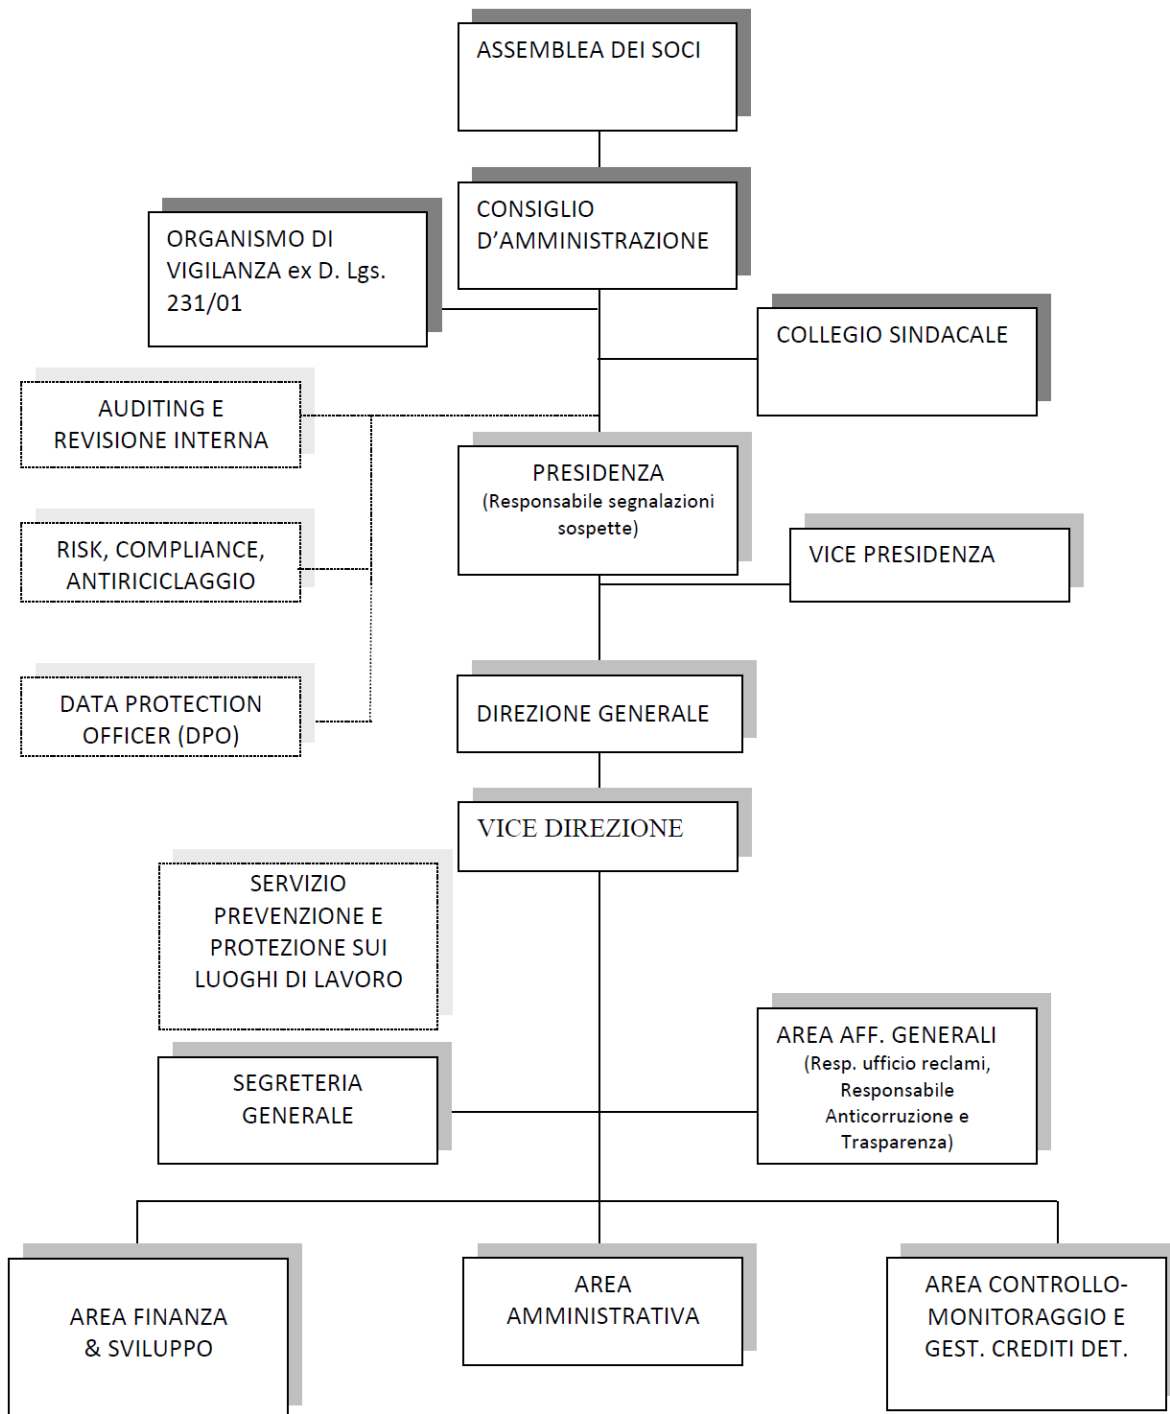 ASSEMBLEA DEI SOCI
CONSIGLIO
D’AMMINISTRAZIONE
ORGANISMO DI
VIGILANZA ex D. Lgs.
231/01
COLLEGIO SINDACALE
AUDITING E
REVISIONE INTERNA
PRESIDENZA
(Responsabile segnalazioni
sospette)
RISK, COMPLIANCE,
ANTIRICICLAGGIO
VICE PRESIDENZA
DATA PROTECTION
OFFICER (DPO)
DIREZIONE GENERALE
VICE DIREZIONE
SERVIZIO
PREVENZIONE E
PROTEZIONE SUI
LUOGHI DI LAVORO
AREA AFF. GENERALI
(Resp. ufficio reclami,
Responsabile
Anticorruzione e
Trasparenza)
SEGRETERIA
GENERALE
AREA FINANZA
& SVILUPPO
AREA
AMMINISTRATIVA
AREA CONTROLLO-
MONITORAGGIO E
GEST. CREDITI DET.